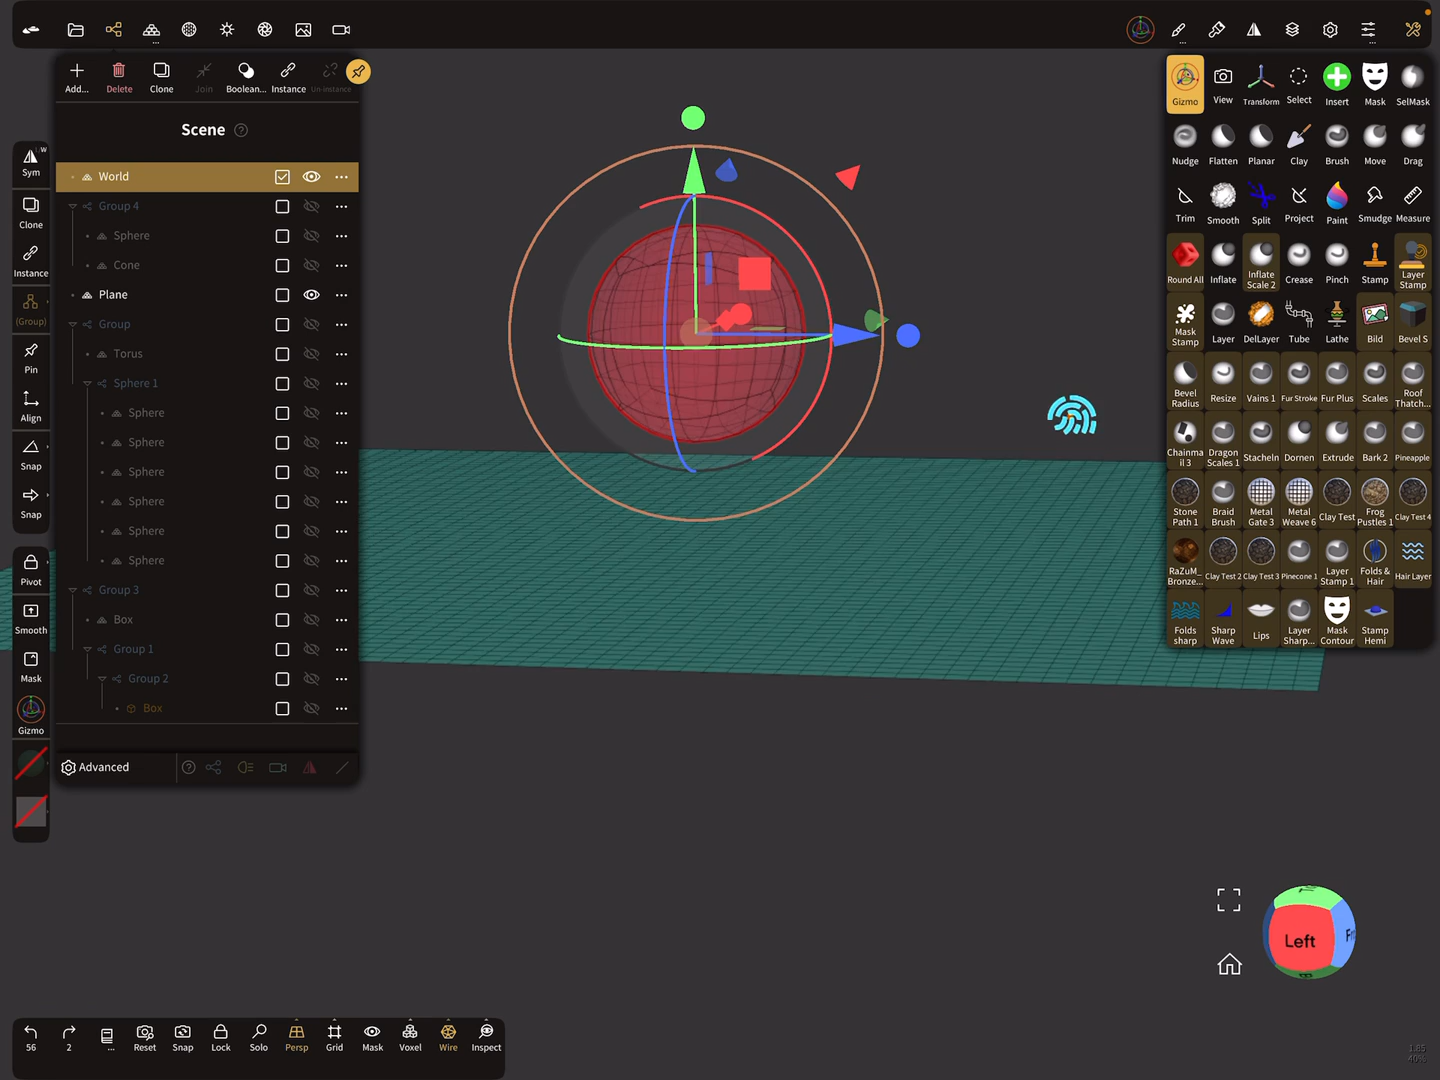 Add...
Delete
Clone
Join
Boolean...
Instance
Un-instance
Scene
World
Group 4
Sphere
Cone
Plane
Group
Torus
Sphere 1
Sphere
Sphere
Sphere
Sphere
Sphere
Sphere
Group 3
Box
Group 1
Group 2
Box
Advanced
L/W
Sym
Clone
Instance
(Group)
Pin
Align
Snap
Snap
Pivot
Smooth
Mask
Gizmo
Gizmo
View
Transform
Select
Insert
Mask
SelMask
Nudge
Flatten
Planar
Clay
Brush
Move
Drag
Trim
Smooth
Split
Project
Paint
Smudge
Measure
Round All
Inflate
Inflate
Scale 2
Crease
Pinch
Stamp
Layer
Stamp
Mask
Stamp
Layer
DelLayer
Tube
Lathe
Bild
Bevel S
Bevel
Radius
Resize
Vains 1
Fur Stroke
Fur Plus
Scales
Roof
Thatch...
Chainma
il 3
Dragon
Scales 1
Stacheln
Dornen
Extrude
Bark 2
Pineapple
Stone
Path 1
Braid
Brush
Metal
Gate 3
Metal
Weave 6
Clay Test
Frog
Pustles 1
Clay Test 4
RaZuM_
Bronze...
Clay Test 2
Clay Test 3
Pinecone 1
Layer
Stamp 1
Folds &
Hair
Hair Layer
Folds
sharp
Sharp
Wave
Lips
Layer
Sharp...
Mask
Contour
Stamp
Hemi
Left
56
2
...
Reset
Snap
Lock
Solo
Persp
Grid
Mask
Voxel
Wire
Inspect
1.85
40%